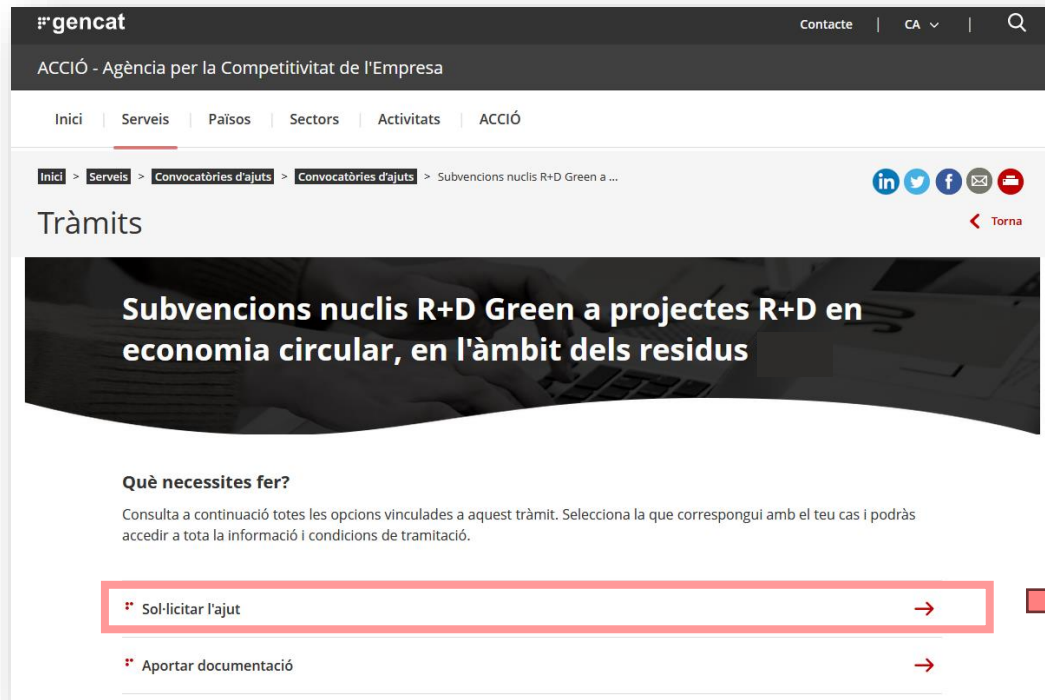 gencat
Contacte | CA |
ACCIÓ - Agència per la Competitivitat de l'Empresa
Inici | Serveis | Països | Sectors | Activitats | ACCIÓ
Inici > Serveis > Convocatòries d'ajuts > Convocatòries d'ajuts > Subvencions nuclis R+D Green a ...
in f
Tràmits
Torna
Subvencions nuclis R+D Green a projectes R+D en
economia circular, en l'àmbit dels residus
Què necessites fer?
Consulta a continuació totes les opcions vinculades a aquest tràmit. Selecciona la que correspongui amb el teu cas i podràs
accedir a tota la informació i condicions de tramitació.
Sol·licitar l'ajut
Aportar documentació